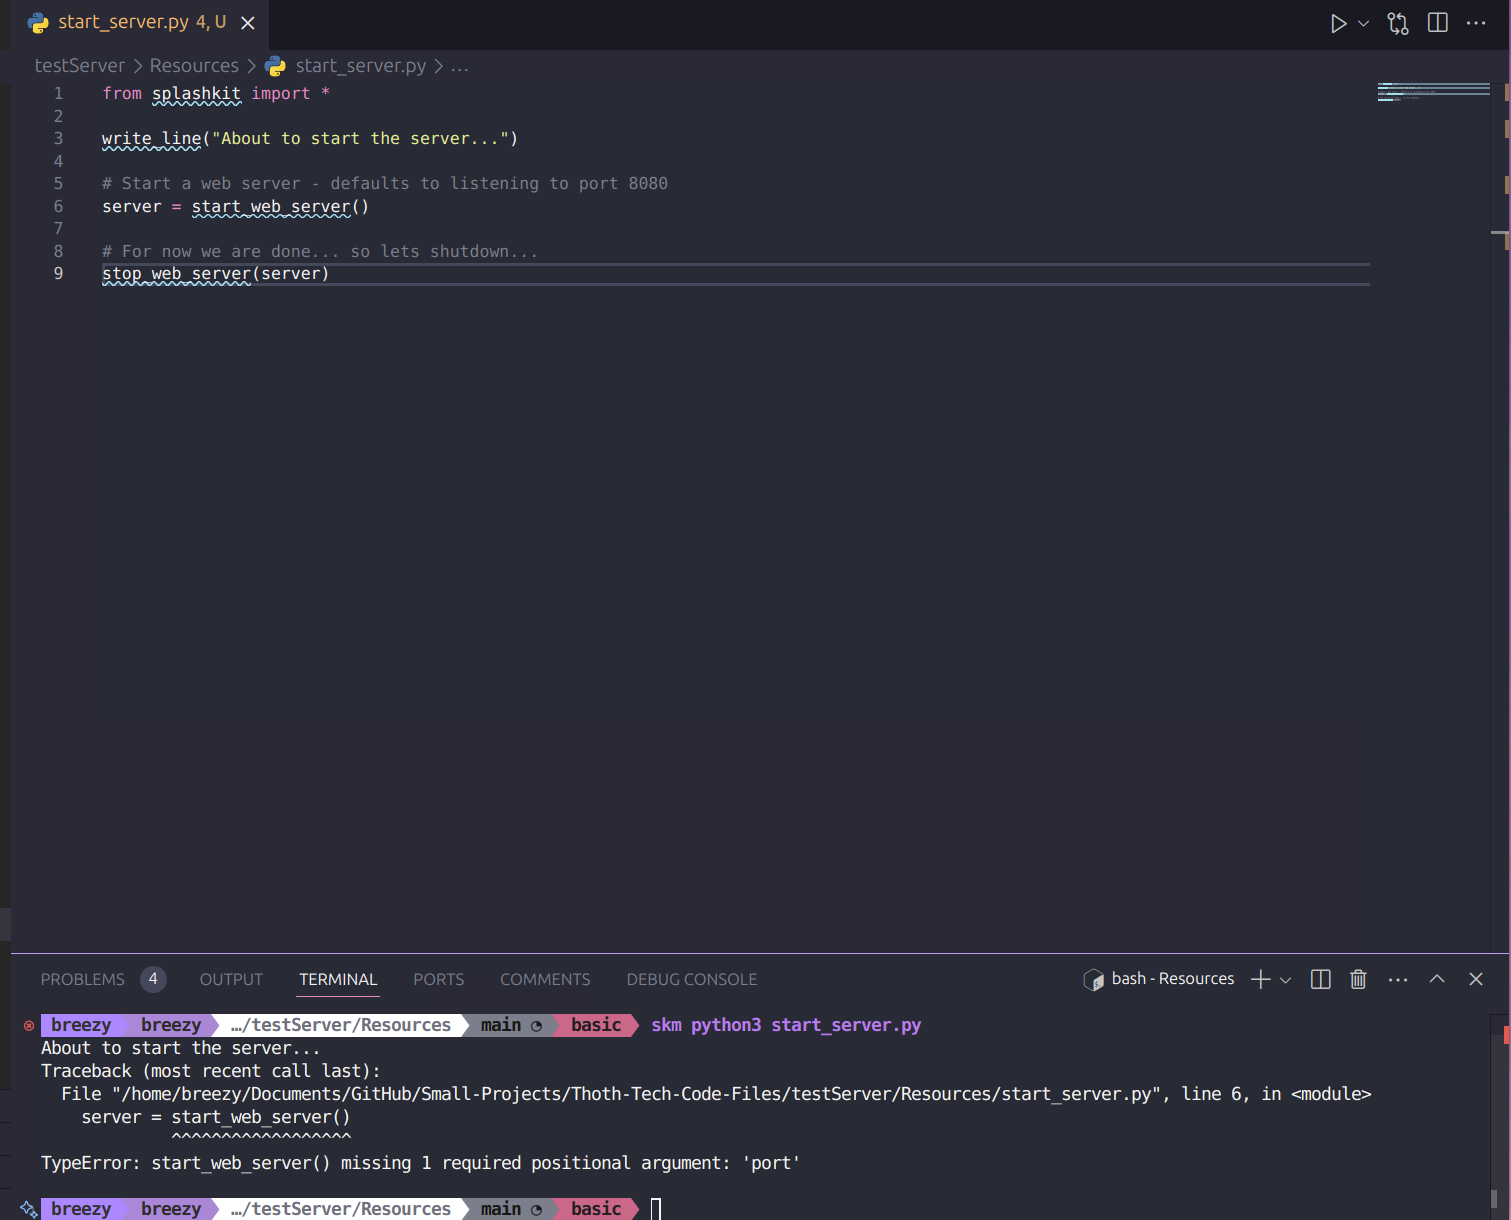 start_server.py 4, U
testServer > Resources > start_server.py > ...
1 from splashkit import *
2
3 write_line("About to start the server...")
4
5 # Start a web server - defaults to listening to port 8080
6 server = start_web_server()
7
8 # For now we are done... so lets shutdown...
9 stop_web_server(server)
PROBLEMS 4 OUTPUT TERMINAL PORTS COMMENTS DEBUG CONSOLE bash - Resources
breezy breezy …/testServer/Resources main basic skm python3 start_server.py
About to start the server...
Traceback (most recent call last):
File "/home/breezy/Documents/GitHub/Small-Projects/Thoth-Tech-Code-Files/testServer/Resources/start_server.py", line 6, in <module>
server = start_web_server()
^^^^^^^^^^^^^^^^^^
TypeError: start_web_server() missing 1 required positional argument: 'port'
breezy breezy …/testServer/Resources main basic